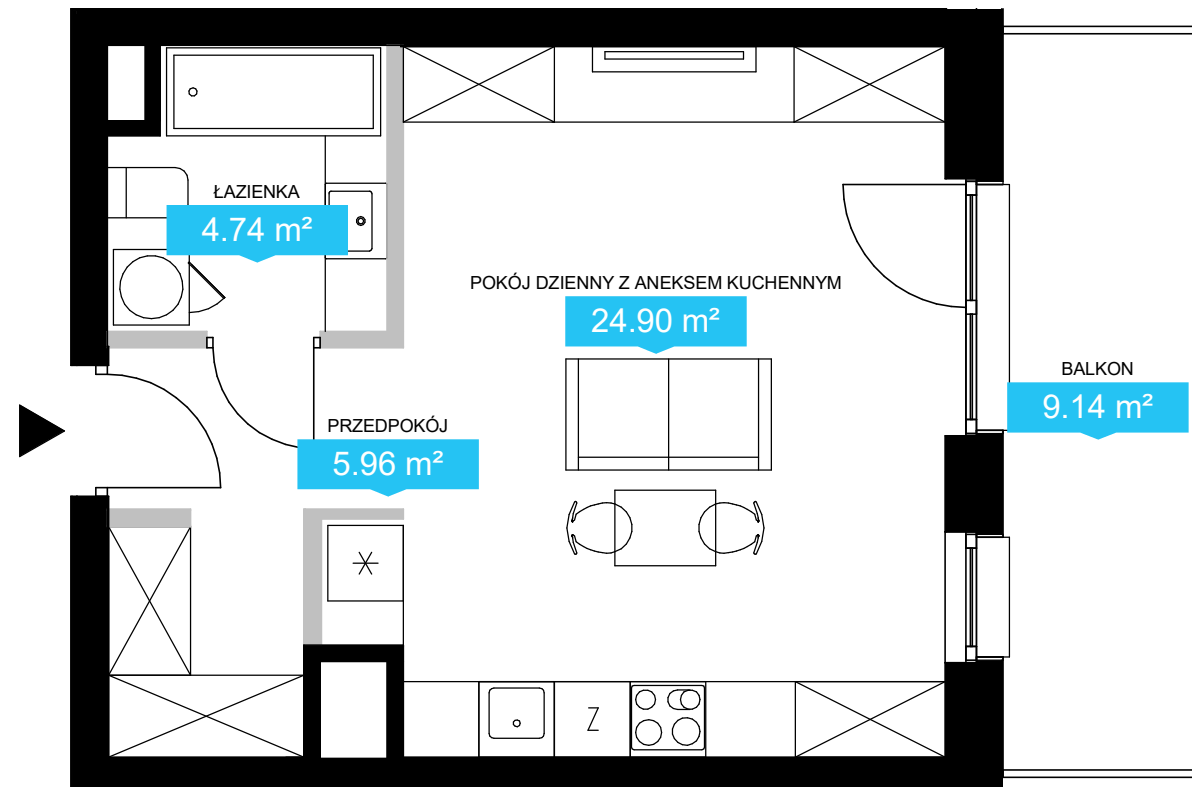 ŁAZIENKA
4.74 m²
POKÓJ DZIENNY Z ANEKSEM KUCHENNYM
24.90 m²
BALKON
9.14 m²
PRZEDPOKÓJ
5.96 m²
Z